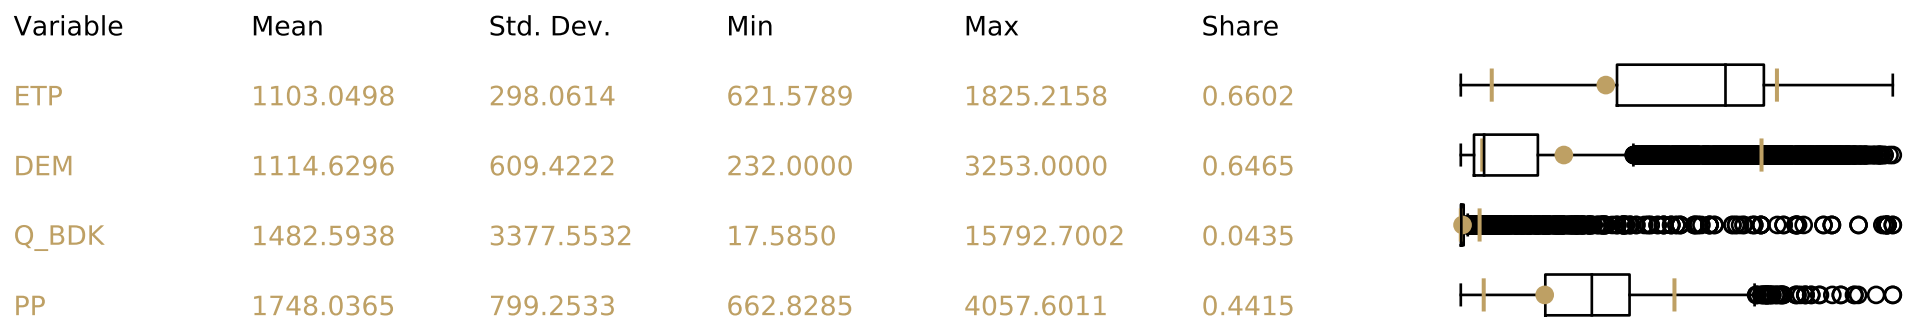 Variable Mean Std. Dev. Min Max Share
ETP 1103.0498 298.0614 621.5789 1825.2158 0.6602
DEM 1114.6296 609.4222 232.0000 3253.0000 0.6465
Q_BDK 1482.5938 3377.5532 17.5850 15792.7002 0.0435
PP 1748.0365 799.2533 662.8285 4057.6011 0.4415